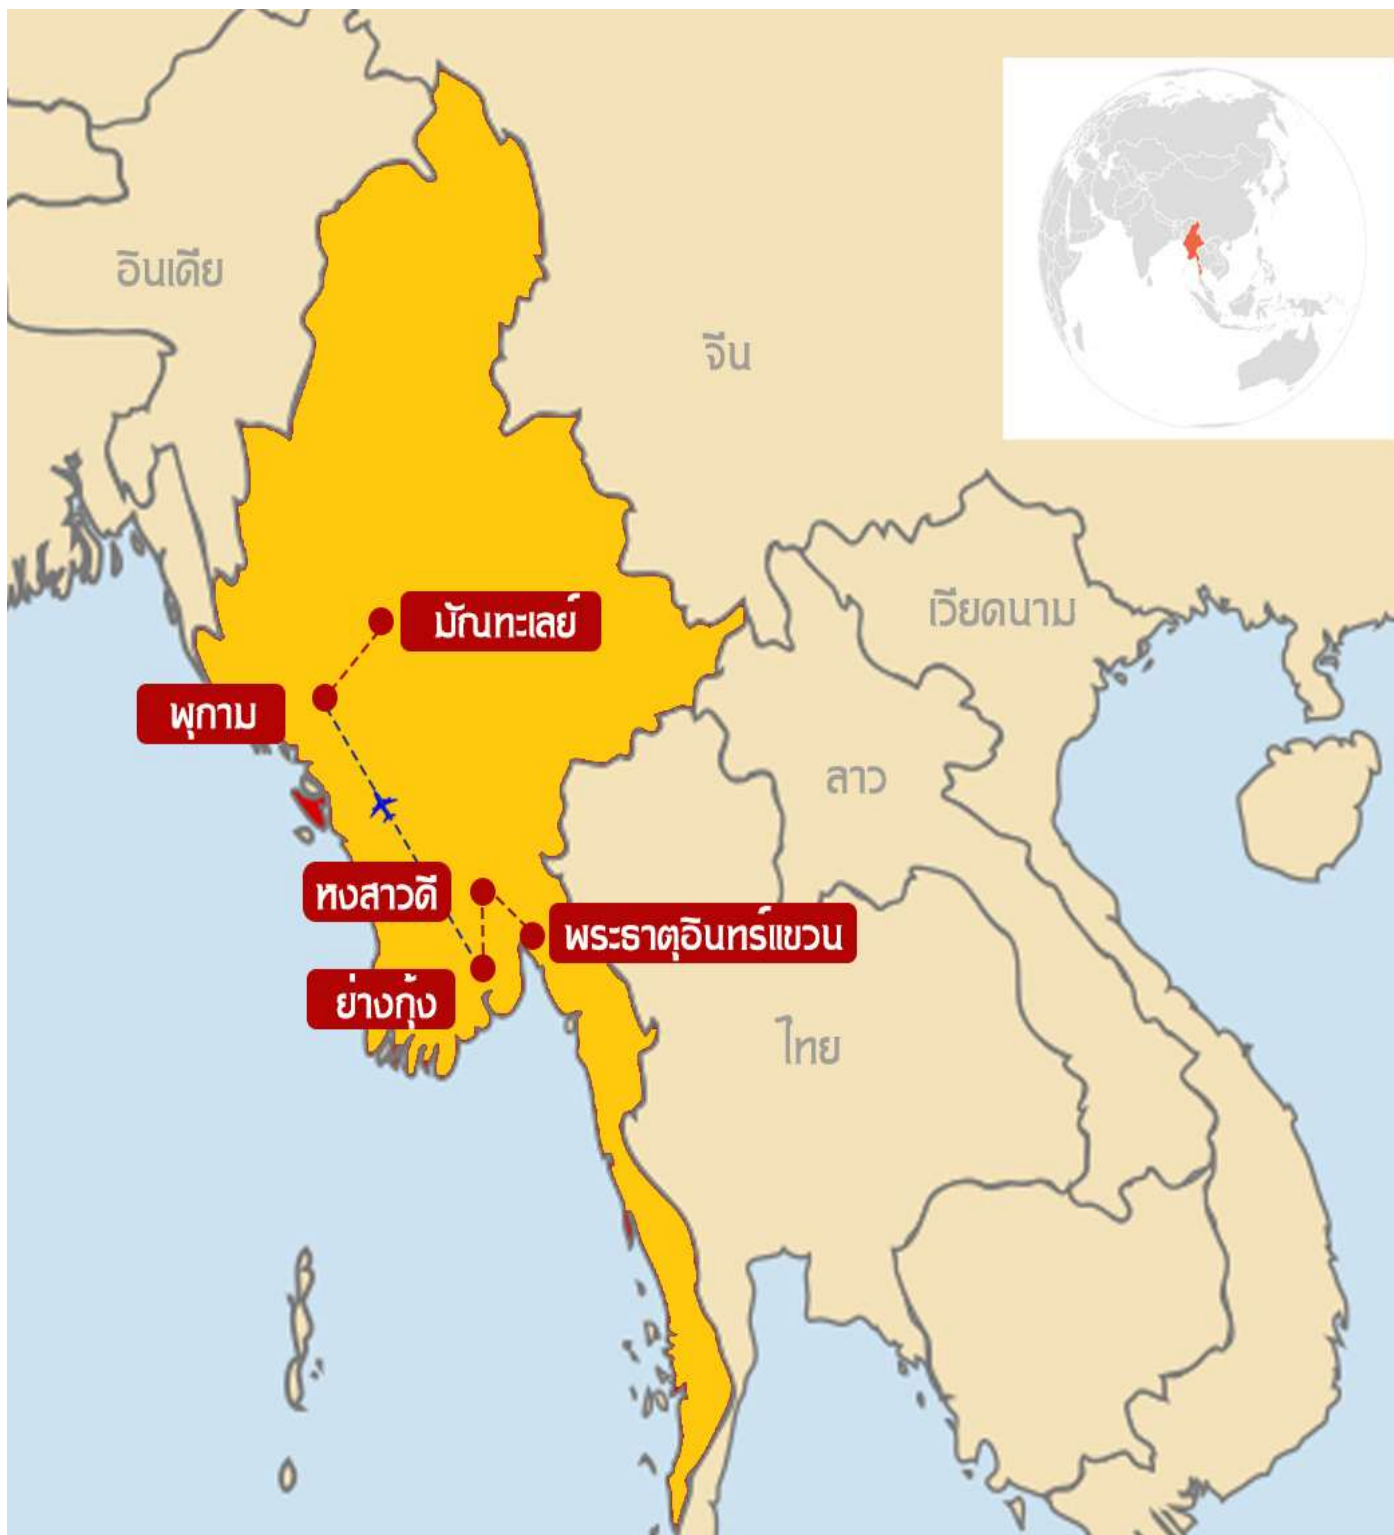 อินเดีย
จีน
มัณฑะเลย์
เวียดนาม
พุกาม
ลาว
หงสาวดี
พระธาตุอินทร์แขวน
ย่างกุ้ง
ไทย